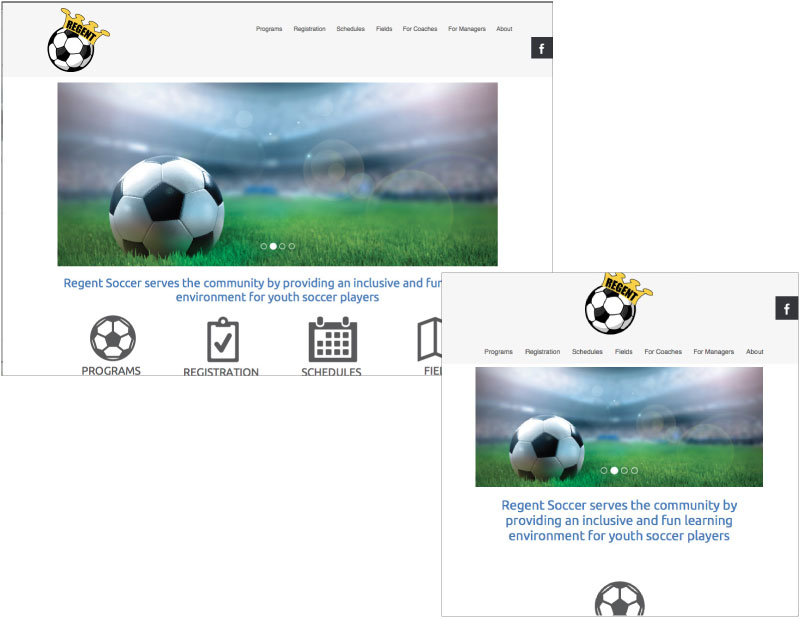 REGENT
Programs Registration Schedules Fields For Coaches For Managers About
f
Regent Soccer serves the community by providing an inclusive and fun
environment for youth soccer players
PROGRAMS REGISTRATION SCHEDULES FIE
REGENT
f
Programs Registration Schedules Fields For Coaches For Managers About
Regent Soccer serves the community by
providing an inclusive and fun learning
environment for youth soccer players